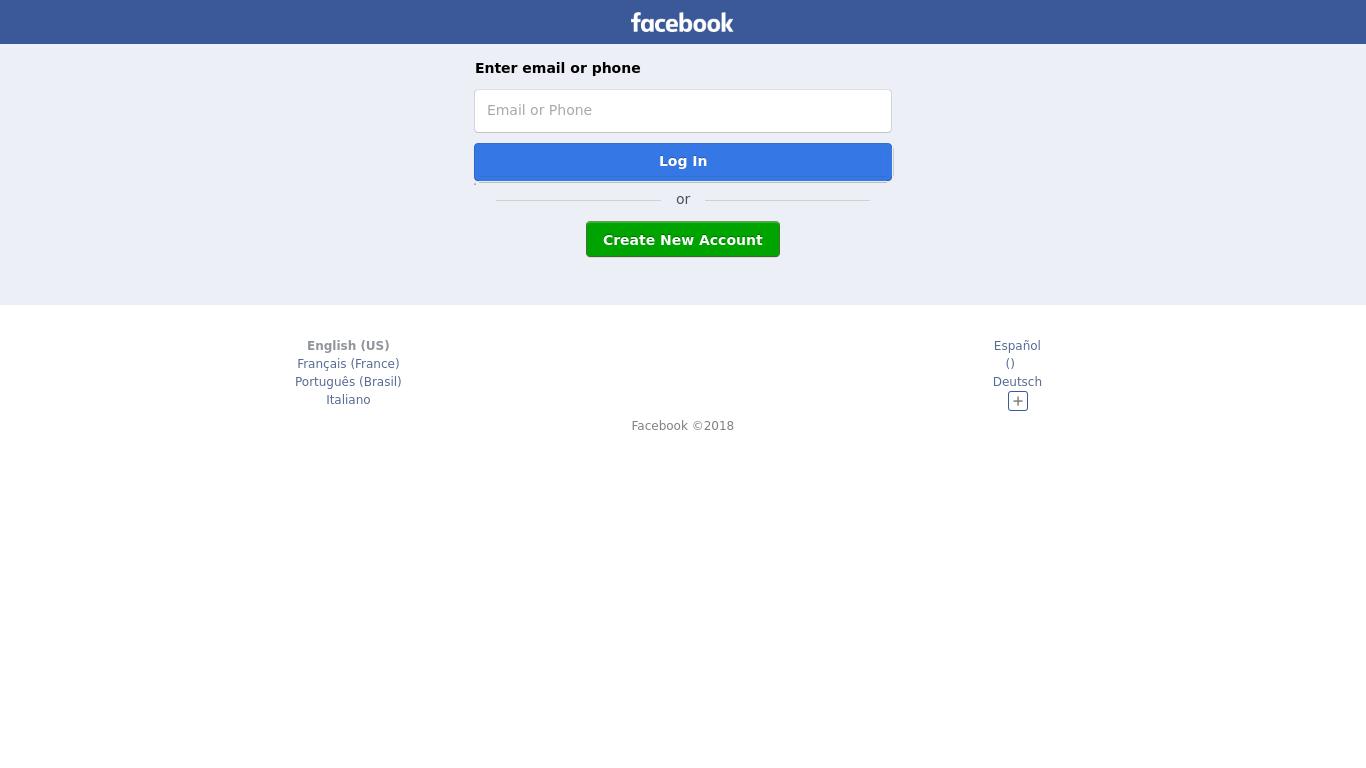 facebook
Enter email or phone
Email or Phone
Log In
or
Create New Account
English (US)
Français (France)
Português (Brasil)
Italiano
Español
()
Deutsch
+
Facebook ©2018